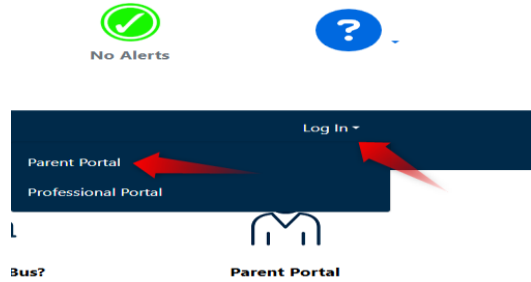 No Alerts
?
Log In
Parent Portal
Professional Portal
Bus?
Parent Portal